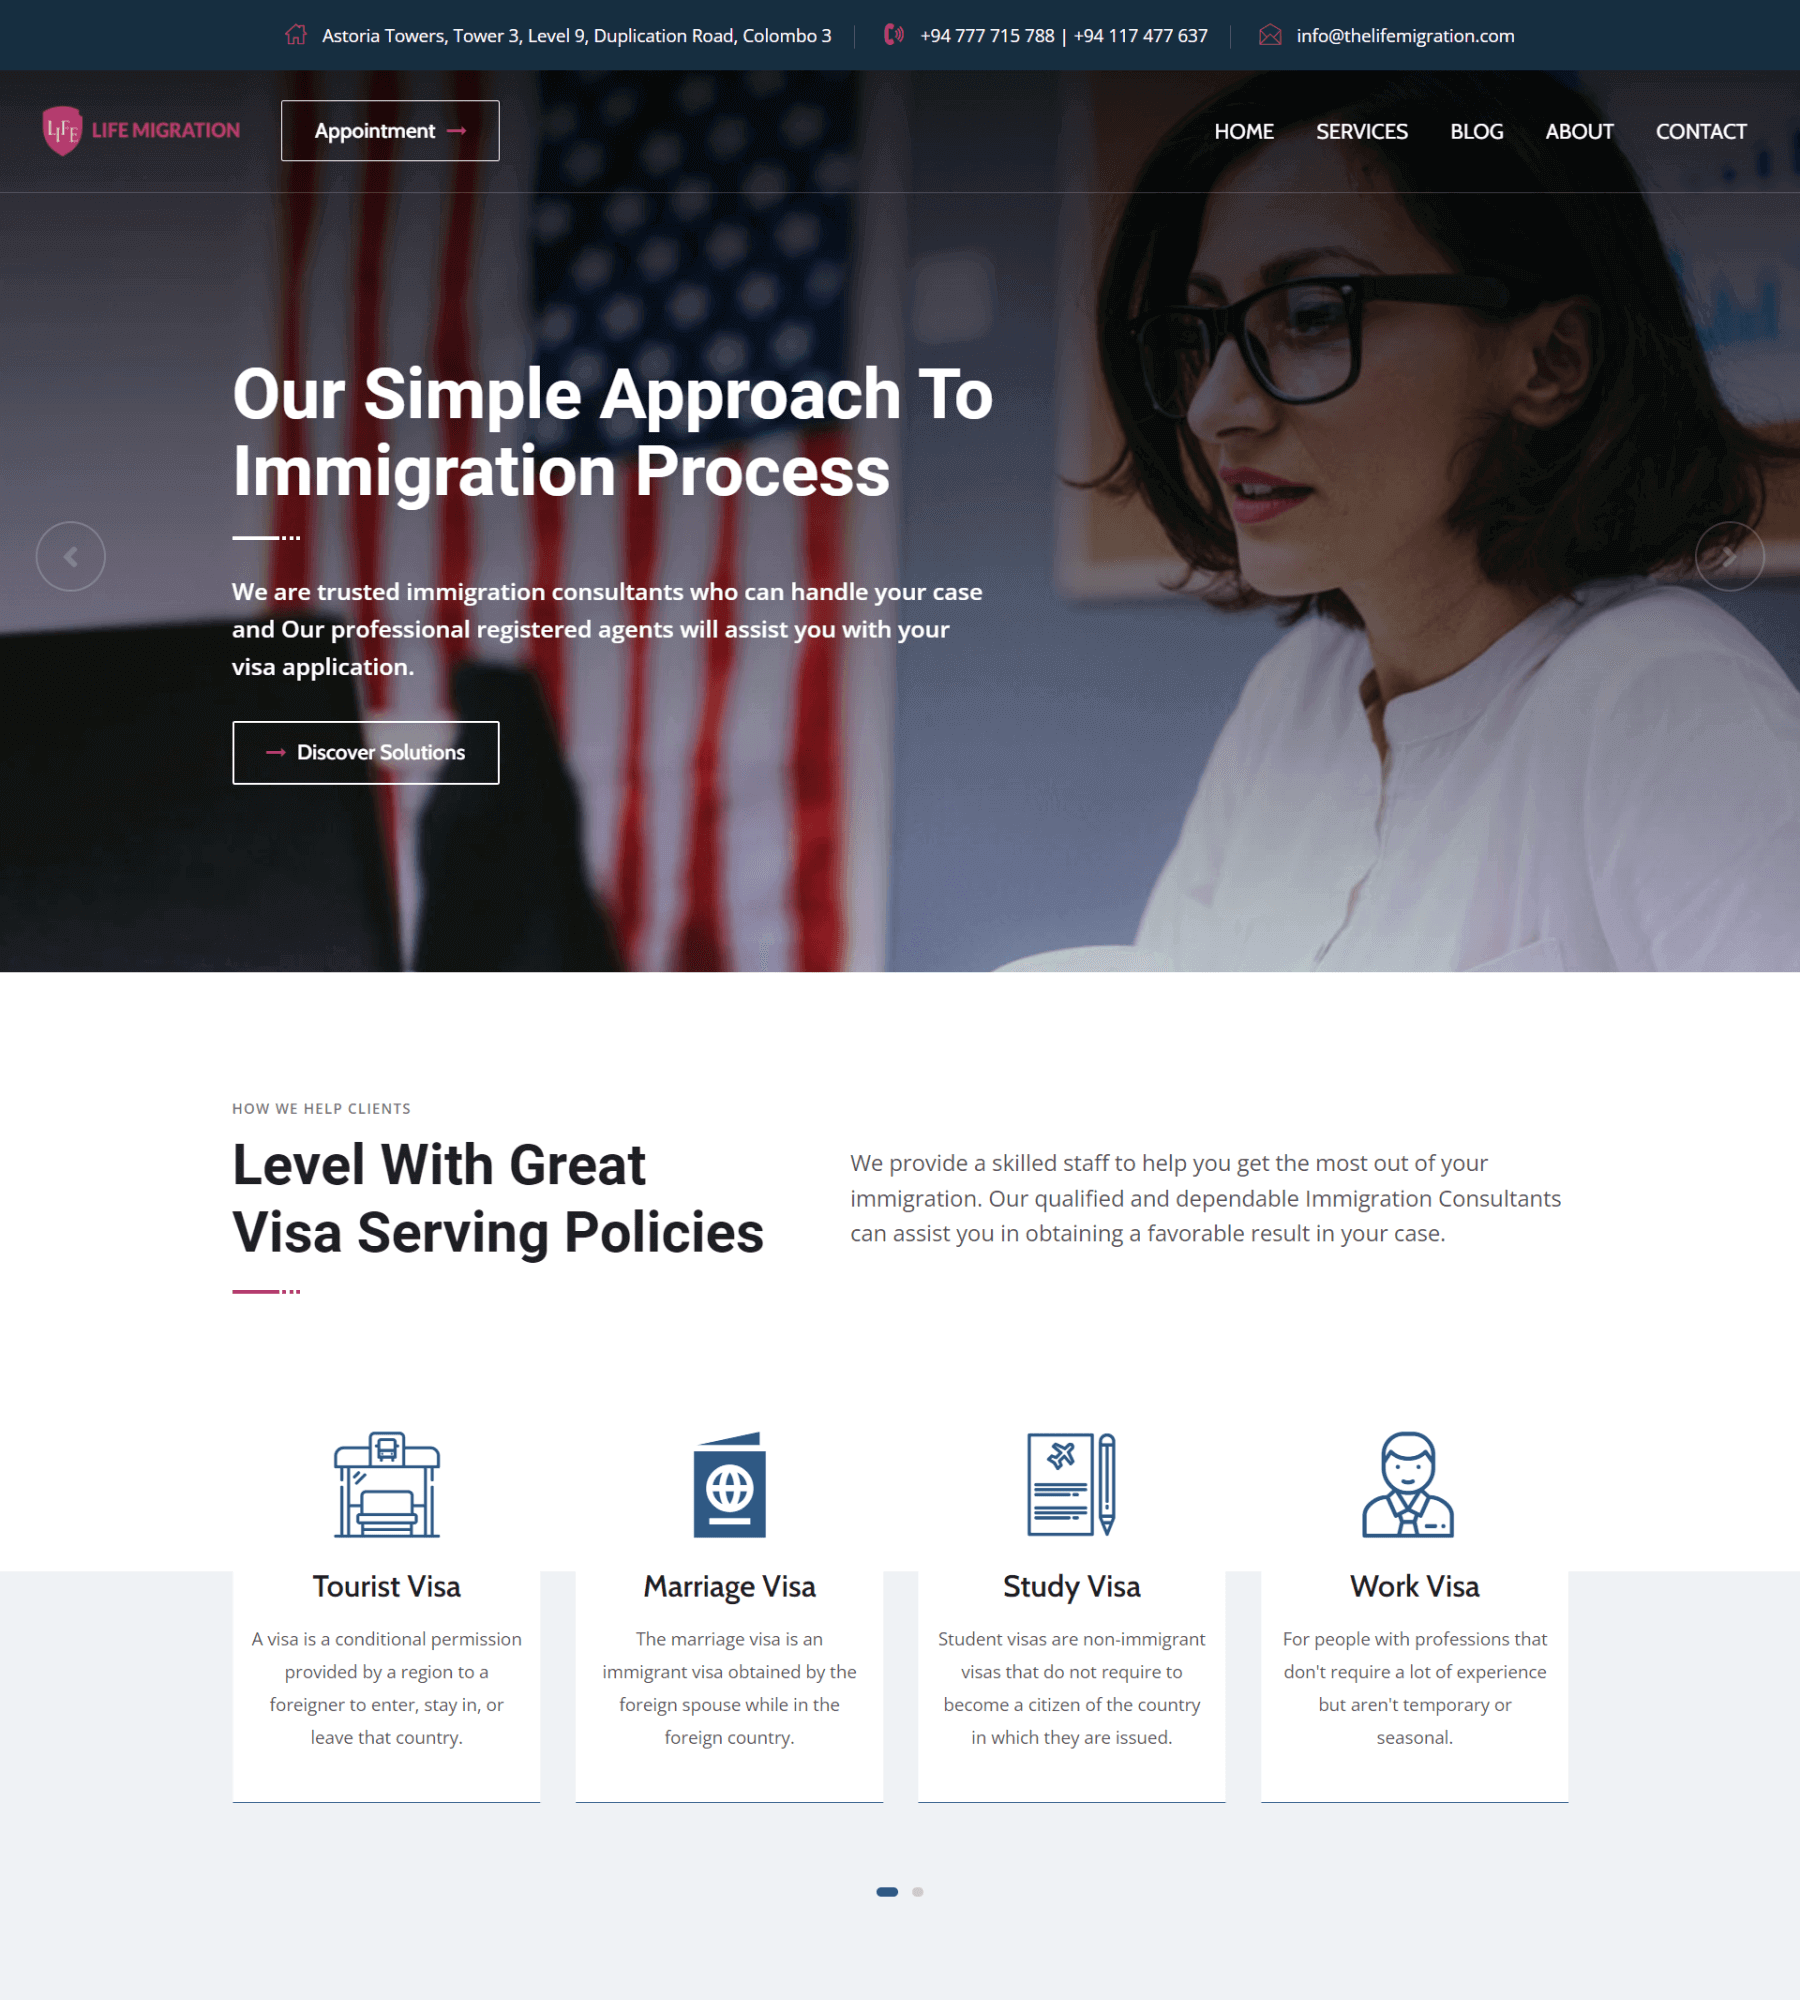 Astoria Towers, Tower 3, Level 9, Duplication Road, Colombo 3
+94 777 715 788 | +94 117 477 637
info@thelifemigration.com
LIFE
LIFE MIGRATION
Appointment
HOME
SERVICES
BLOG
ABOUT
CONTACT
Our Simple Approach To
Immigration Process
We are trusted immigration consultants who can handle your case
and Our professional registered agents will assist you with your
visa application.
Discover Solutions
HOW WE HELP CLIENTS
Level With Great
Visa Serving Policies
We provide a skilled staff to help you get the most out of your
immigration. Our qualified and dependable Immigration Consultants
can assist you in obtaining a favorable result in your case.
Tourist Visa
A visa is a conditional permission
provided by a region to a
foreigner to enter, stay in, or
leave that country.
Marriage Visa
The marriage visa is an
immigrant visa obtained by the
foreign spouse while in the
foreign country.
Study Visa
Student visas are non-immigrant
visas that do not require to
become a citizen of the country
in which they are issued.
Work Visa
For people with professions that
don't require a lot of experience
but aren't temporary or
seasonal.